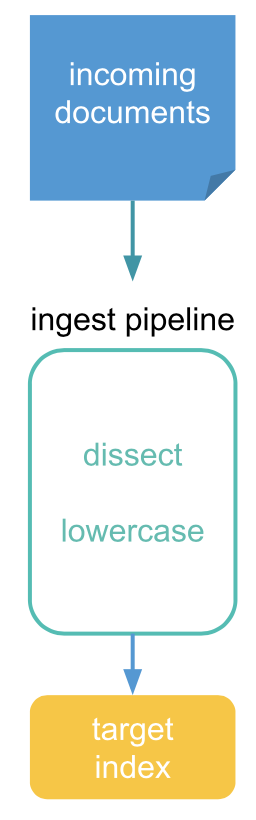 incoming
documents
ingest pipeline
dissect
lowercase
target
index